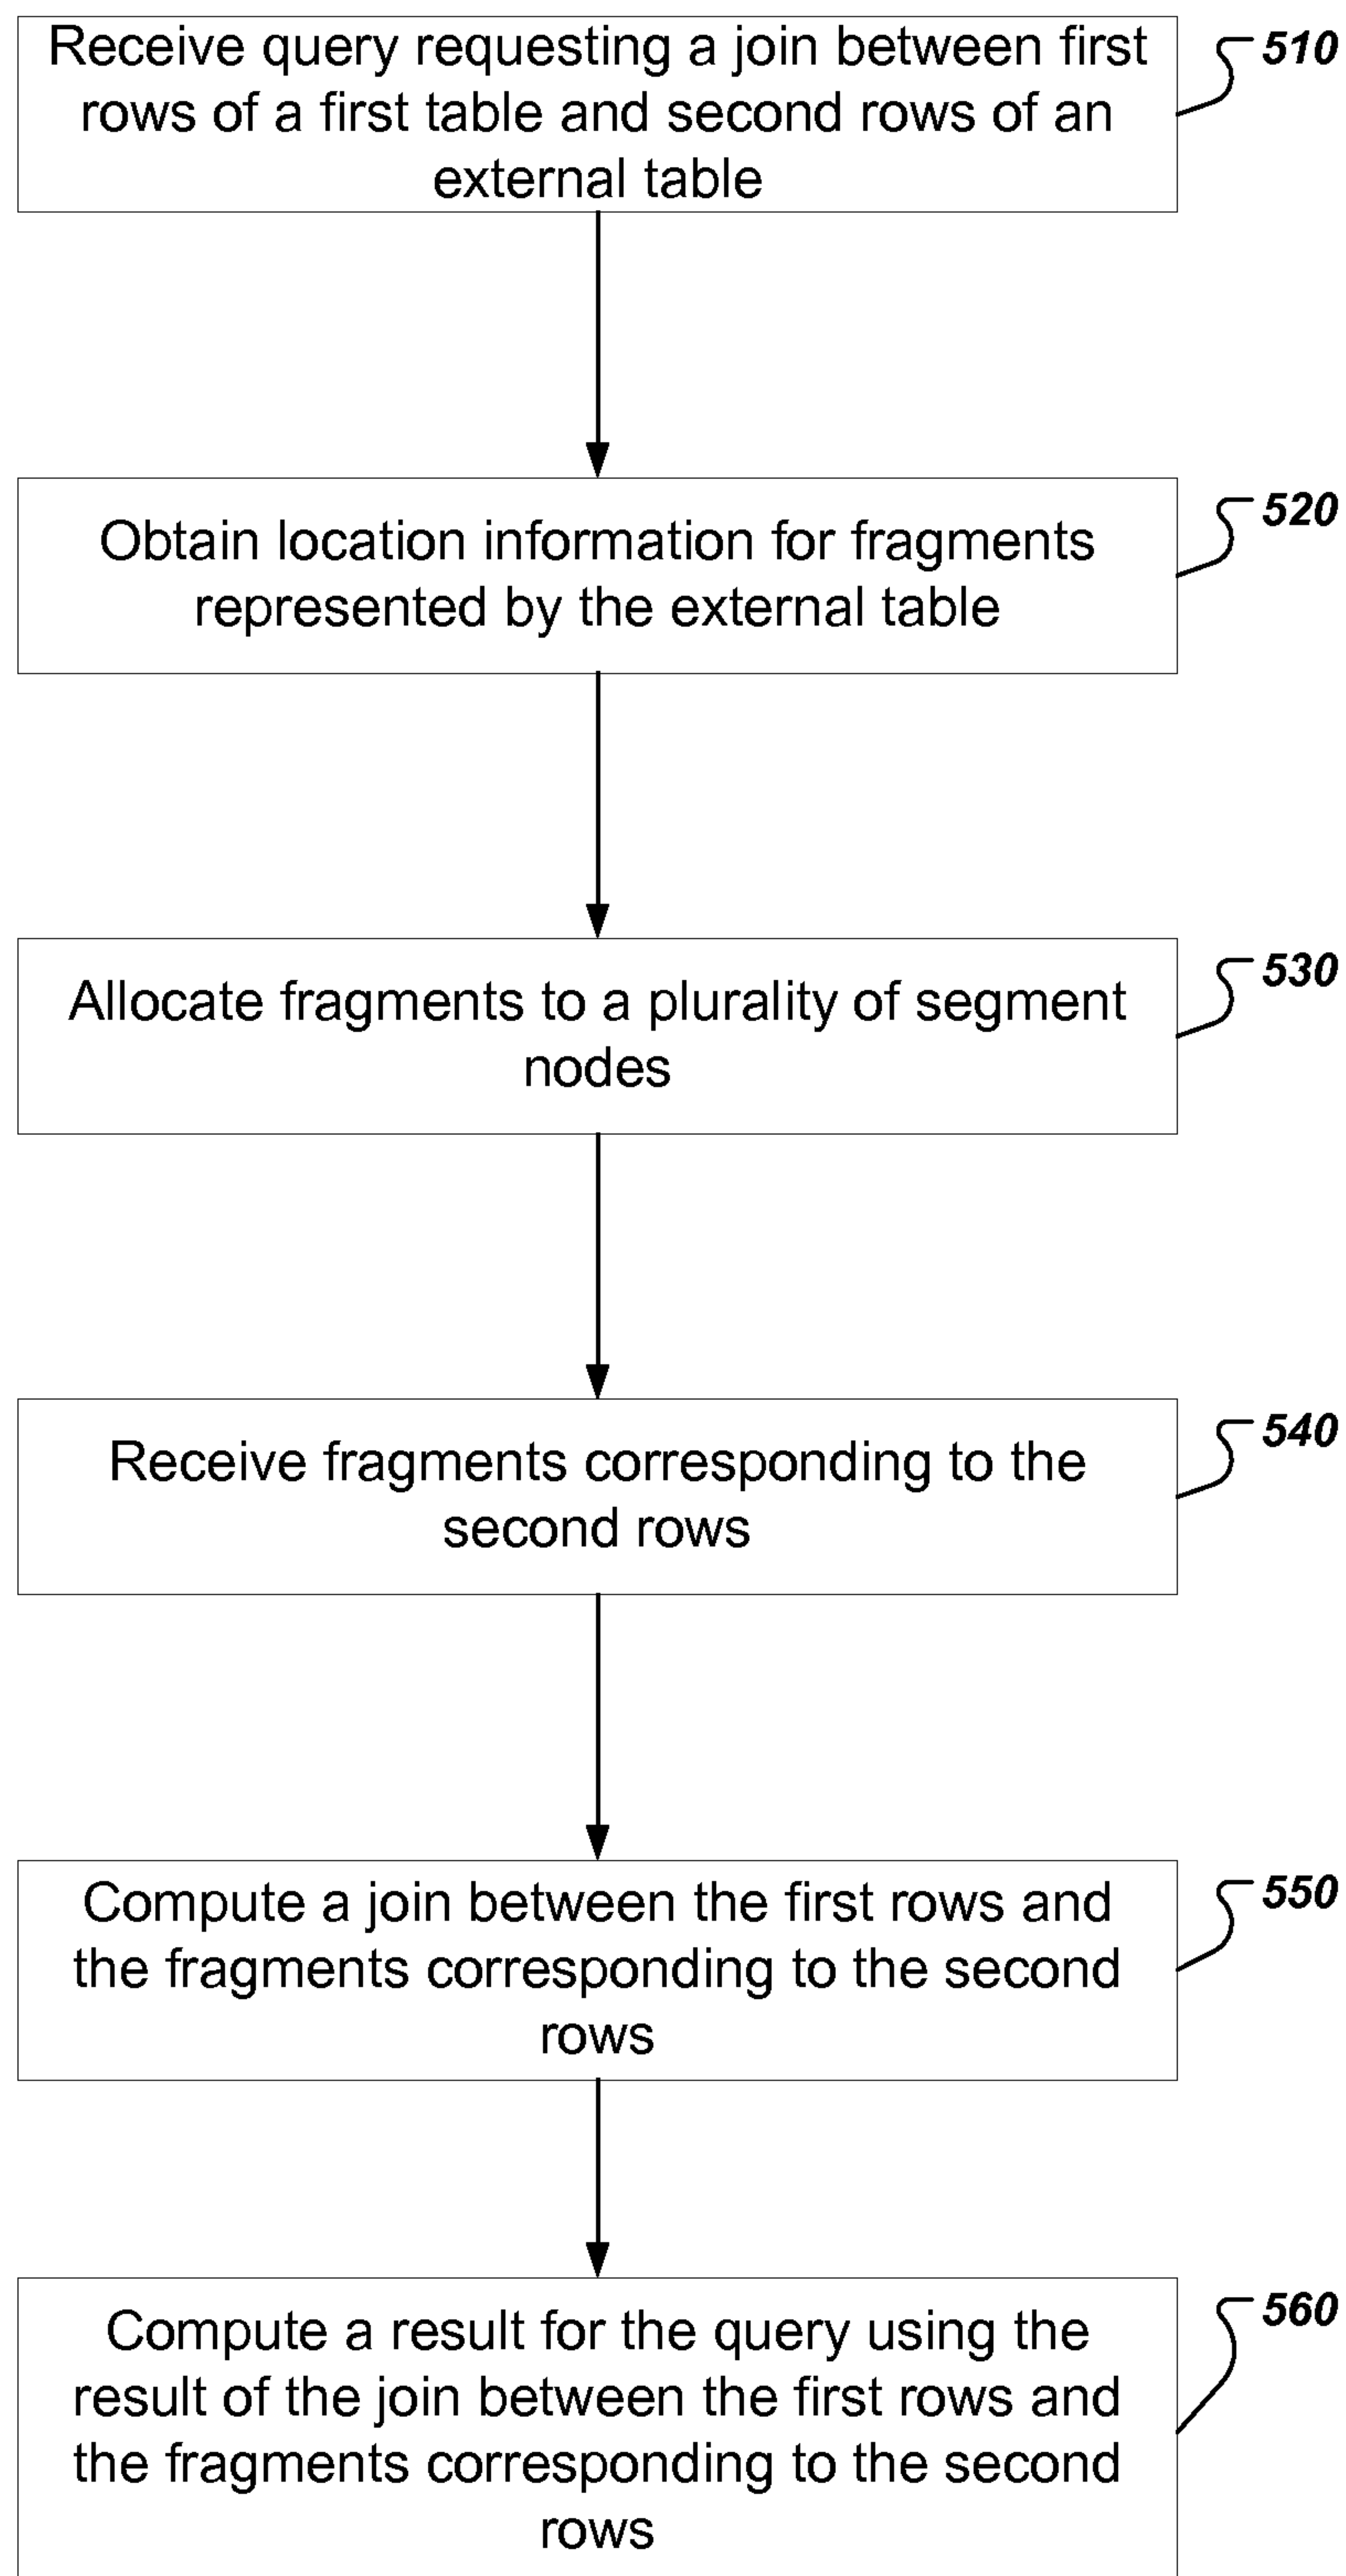 Receive query requesting a join between first
rows of a first table and second rows of an
external table
510
Obtain location information for fragments
represented by the external table
520
Allocate fragments to a plurality of segment
nodes
530
Receive fragments corresponding to the
second rows
540
Compute a join between the first rows and
the fragments corresponding to the second
rows
550
Compute a result for the query using the
result of the join between the first rows and
the fragments corresponding to the second
rows
560